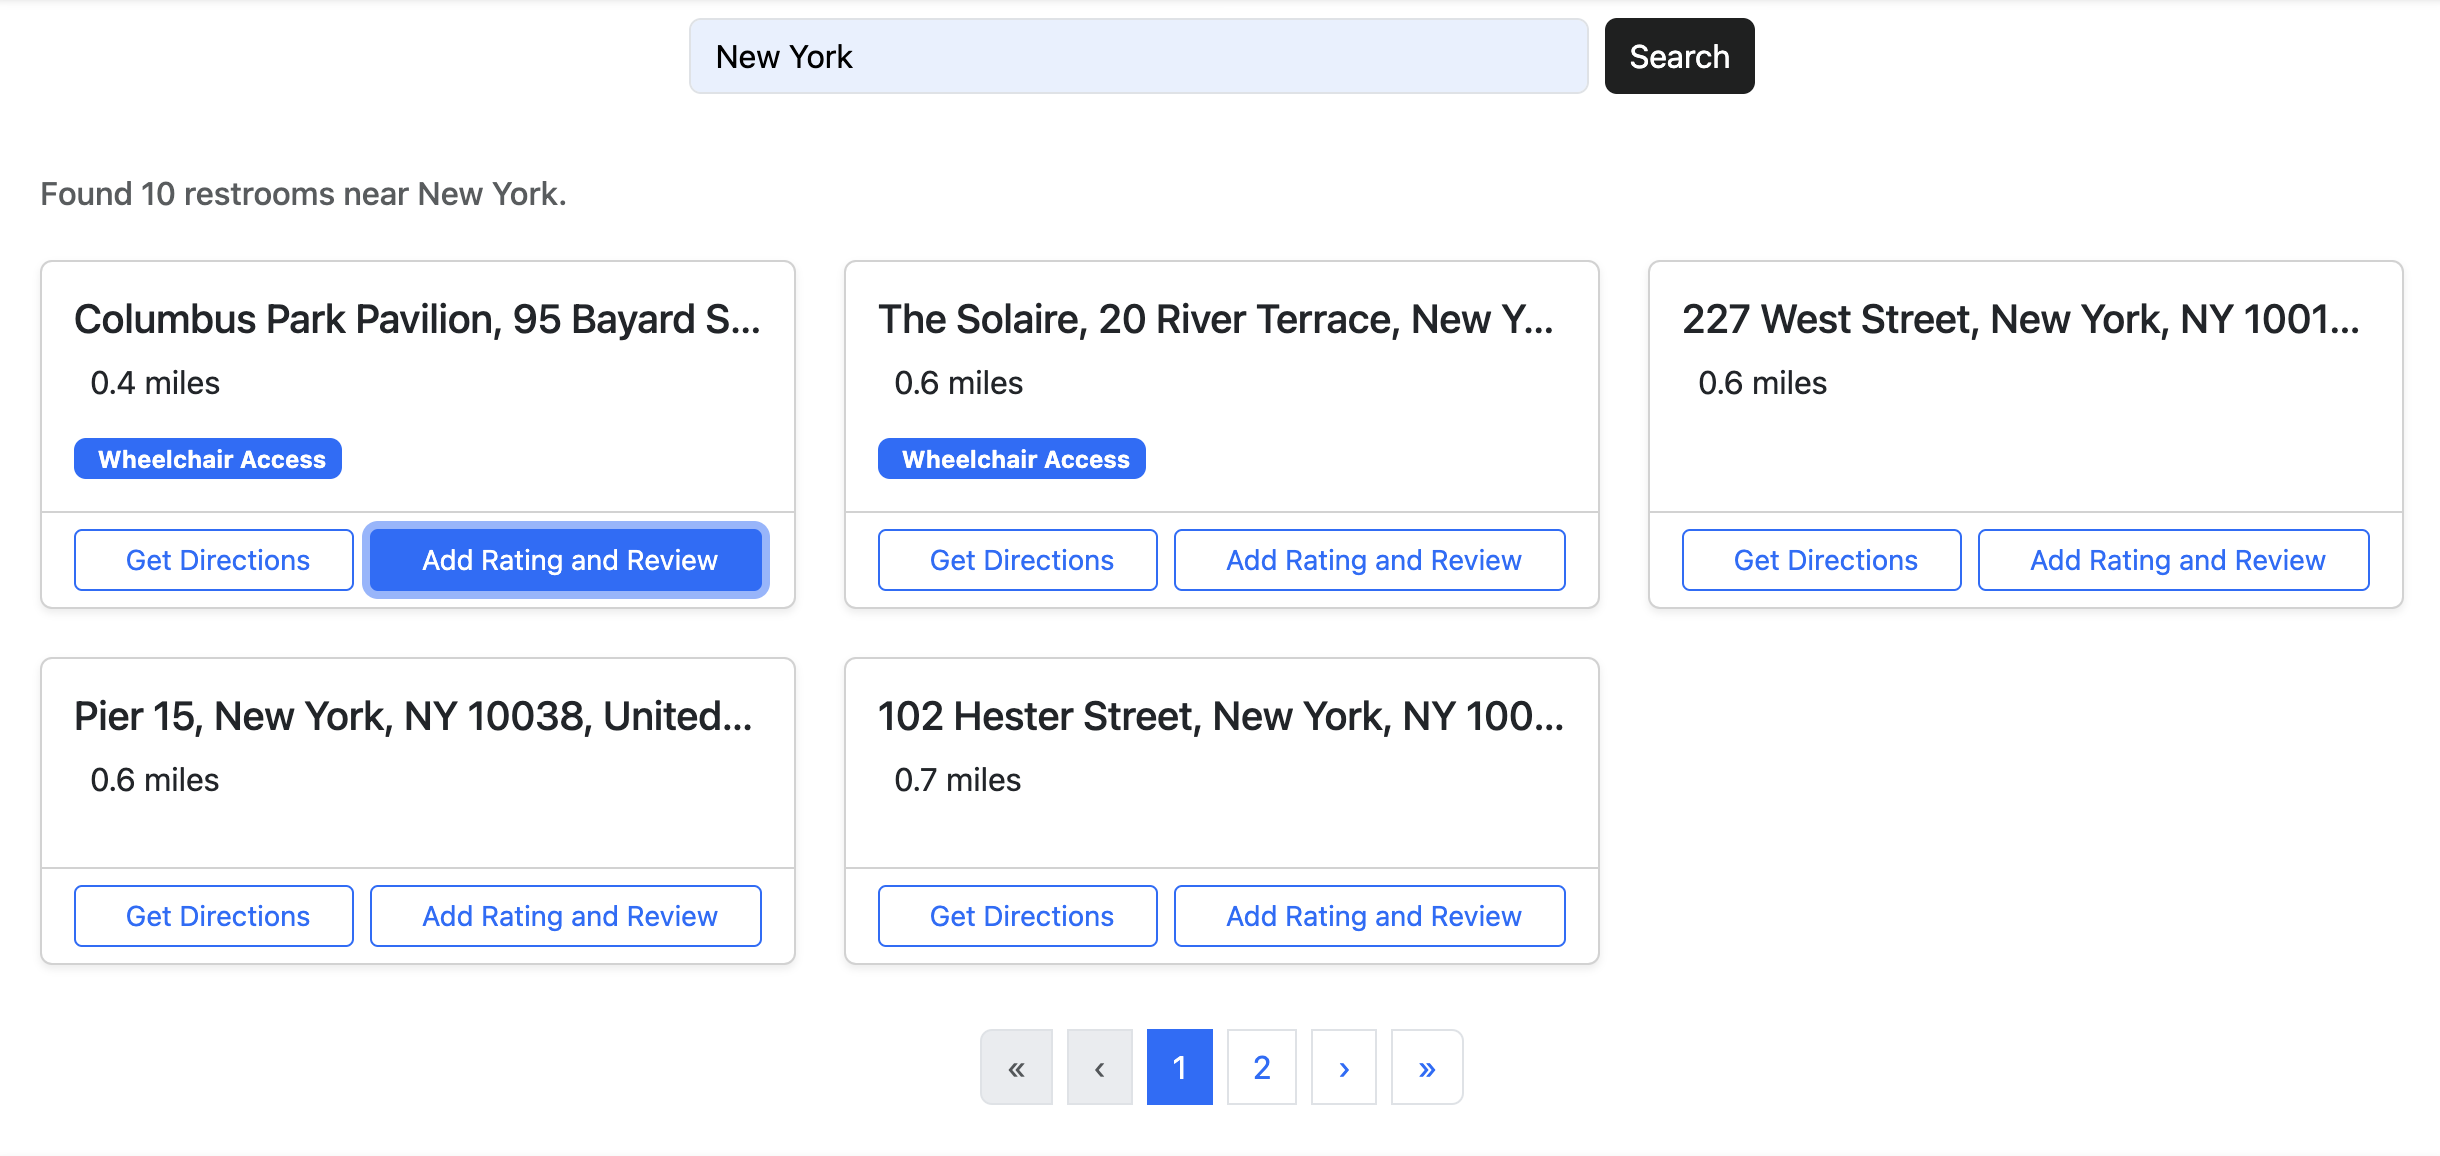 New York
Search
Found 10 restrooms near New York.
Columbus Park Pavilion, 95 Bayard S...
0.4 miles
Wheelchair Access
Get Directions
Add Rating and Review
The Solaire, 20 River Terrace, New Y...
0.6 miles
Wheelchair Access
Get Directions
Add Rating and Review
227 West Street, New York, NY 1001...
0.6 miles
Get Directions
Add Rating and Review
Pier 15, New York, NY 10038, United...
0.6 miles
Get Directions
Add Rating and Review
102 Hester Street, New York, NY 100...
0.7 miles
Get Directions
Add Rating and Review
« ‹ 1 2 › »